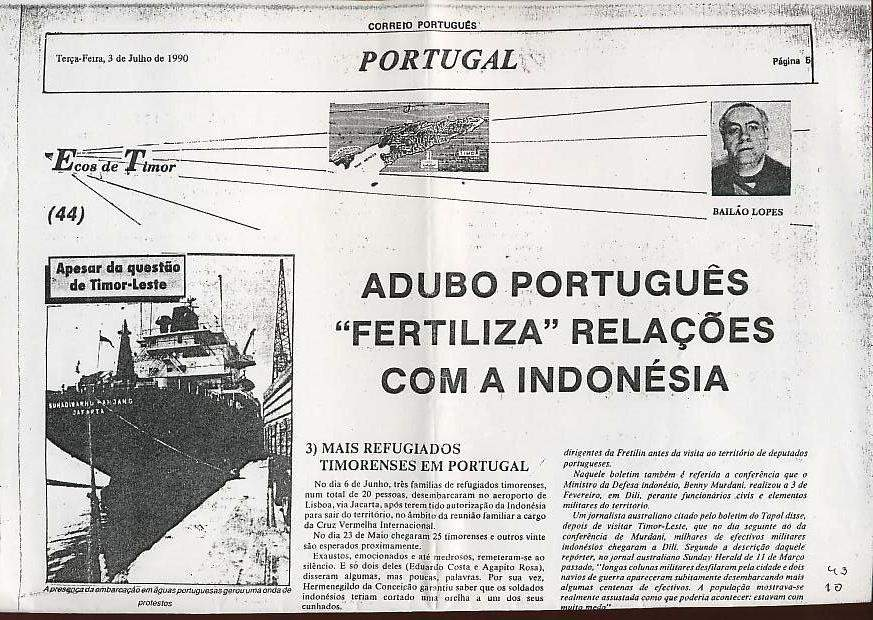 CORREIO PORTUGUÊS
Terça-Feira, 3 de Julho de 1990
PORTUGAL
Página 5
Ecos de Timor
BAILÃO LOPES
(44)
Apesar da questão
de Timor-Leste
JACARTA
A presença da embarcação em águas portuguesas gerou uma onda de
protestos
ADUBO PORTUGUÊS
“FERTILIZA” RELAÇÕES
COM A INDONÉSIA
3) MAIS REFUGIADOS
TIMORENSES EM PORTUGAL
No dia 6 de Junho, três famílias de refugiados timorenses,
num total de 20 pessoas, desembarcaram no aeroporto de
Lisboa, via Jacarta, após terem tido autorização da Indonésia
para sair do território, no âmbito da reunião familiar a cargo
da Cruz Vermelha Internacional.
No dia 23 de Maio chegaram 25 timorenses e outros vinte
são esperados proximamente.
Exaustos, emocionados e até medrosos, remeteram-se ao
silêncio. E só dois deles (Eduardo Costa e Agapito Rosa),
disseram algumas, mas poucas, palavras. Por sua vez,
Hermenegildo da Conceição garantiu saber que os soldados
indonésios teriam cortado uma orelha a um dos seus
cunhados.
dirigentes da Fretilin antes da visita ao território de deputados
portugueses.
Naquele boletim também é referida a conferência que o
Ministro da Defesa indonésio, Benny Murdani, realizou a 3 de
Fevereiro, em Dili, perante funcionários civis e elementos
militares do território.
Um jornalista australiano citado pelo boletim do Tapol disse,
depois de visitar Timor-Leste, que no dia seguinte ao da
conferência de Murdani, milhares de efectivos militares
indonésios chegaram a Dili. Segundo a descrição daquele
repórter, no jornal australiano Sunday Herald de 11 de Março
passado, "longas colunas militares desfilaram pela cidade e dois
navios de guerra apareceram subitamente desembarcando mais
algumas centenas de efectivos. A população mostrava-se
realmente assustada como que poderia acontecer: estavam com
muito medo"
43
10